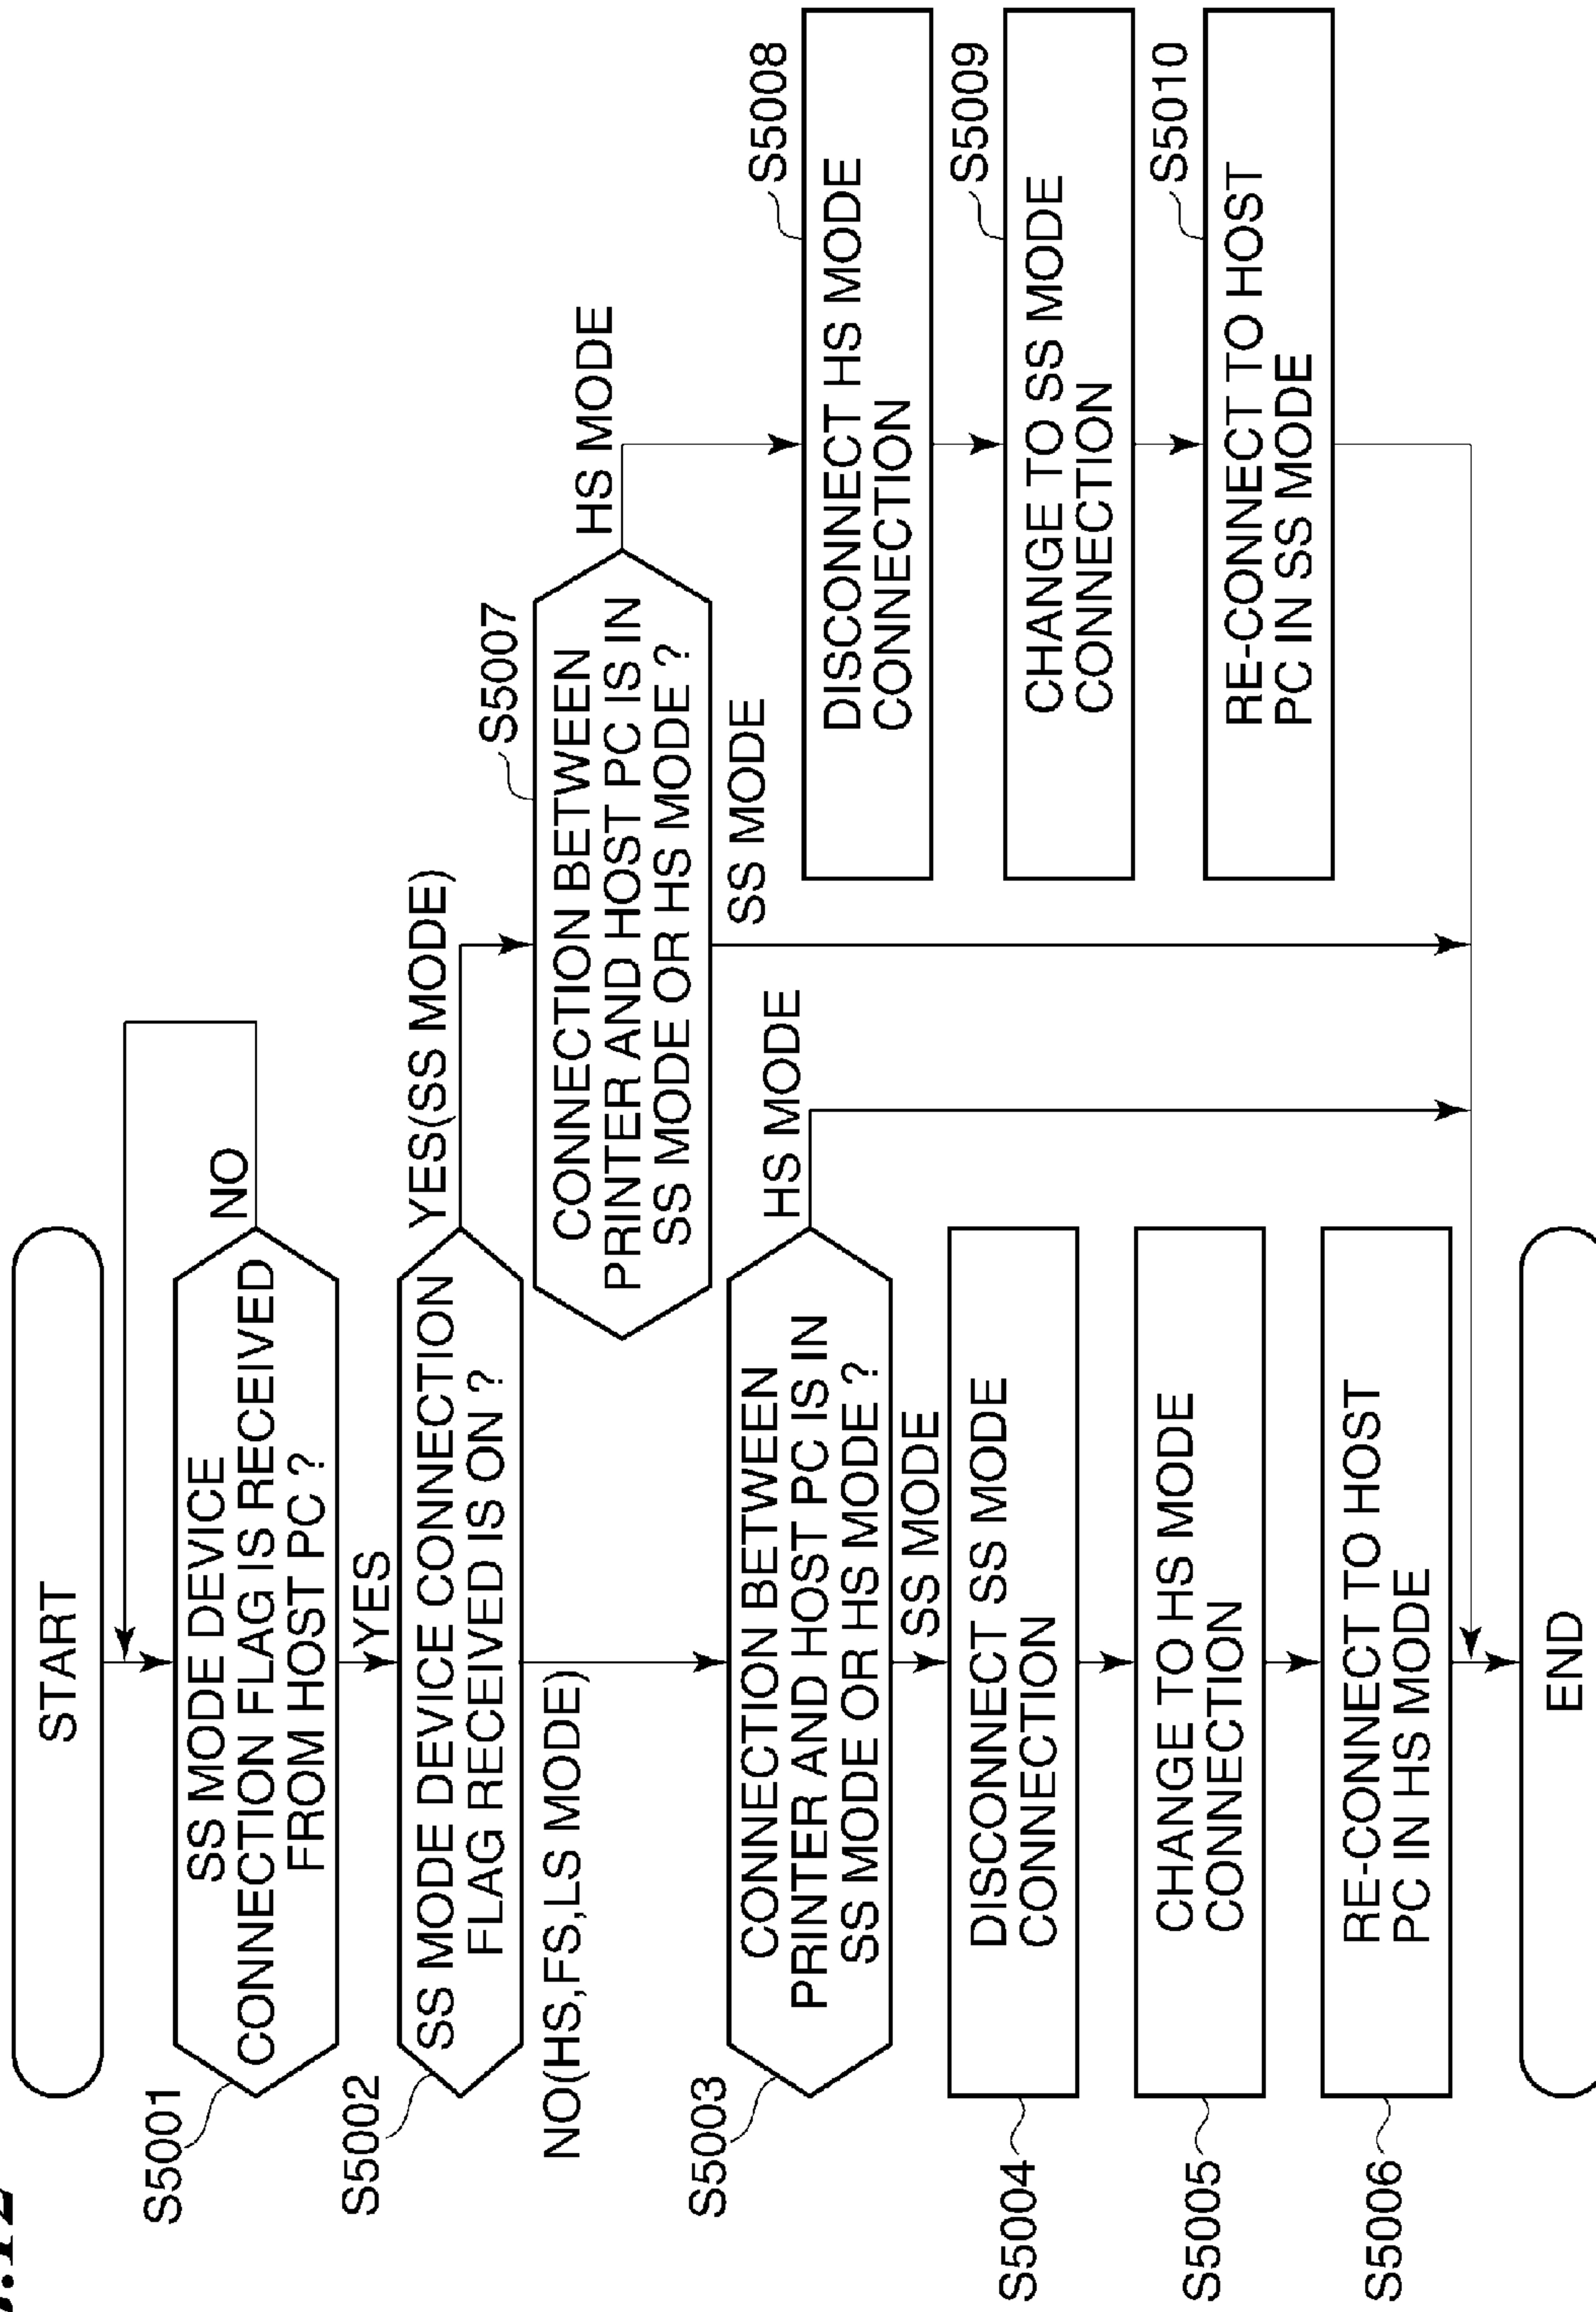 START
S5001
SS MODE DEVICE
CONNECTION FLAG IS RECEIVED
FROM HOST PC ?
NO
YES
S5002
SS MODE DEVICE CONNECTION
FLAG RECEIVED IS ON ?
YES(SS MODE)
NO(HS,FS,LS MODE)
S5007
CONNECTION BETWEEN
PRINTER AND HOST PC IS IN
SS MODE OR HS MODE ?
HS MODE
SS MODE
S5003
CONNECTION BETWEEN
PRINTER AND HOST PC IS IN
SS MODE OR HS MODE ?
HS MODE
SS MODE
S5008
DISCONNECT HS MODE
CONNECTION
S5004
DISCONNECT SS MODE
CONNECTION
S5009
CHANGE TO SS MODE
CONNECTION
S5005
CHANGE TO HS MODE
CONNECTION
S5010
RE-CONNECT TO HOST
PC IN SS MODE
S5006
RE-CONNECT TO HOST
PC IN HS MODE
END